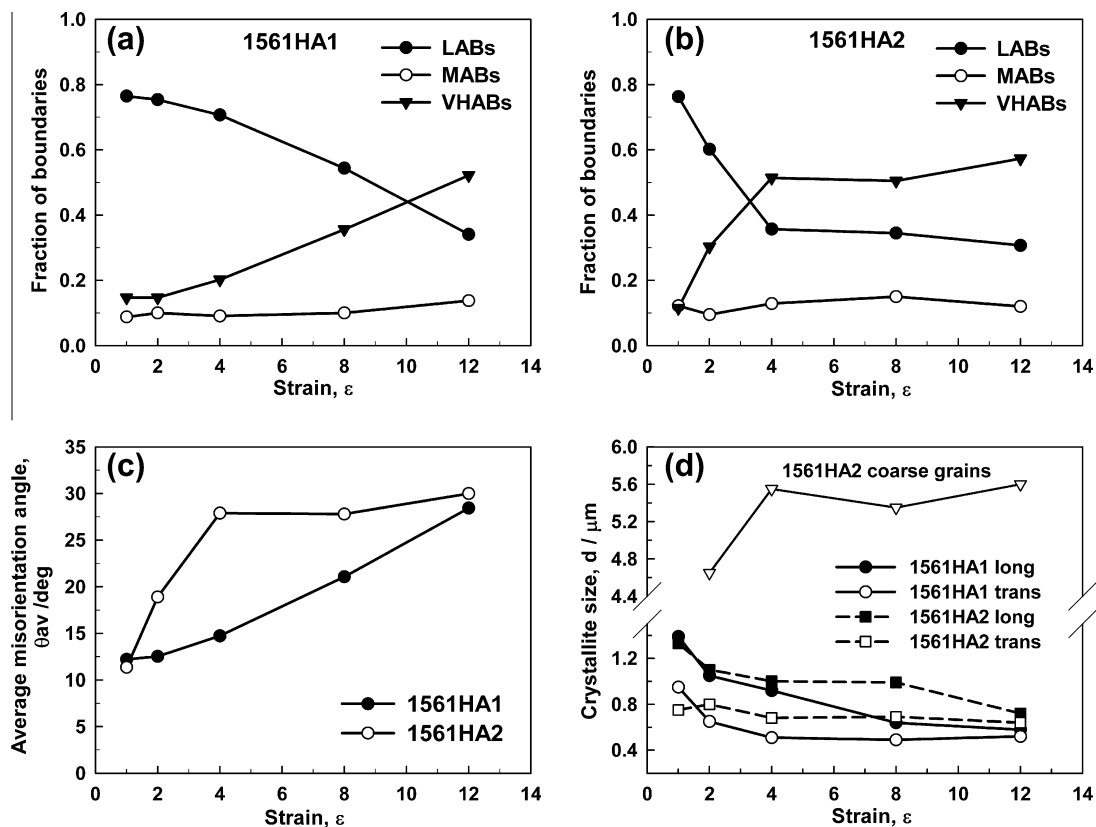 (a)
1561HA1
LABs
MABs
VHABs
Fraction of boundaries
1.0
0.8
0.6
0.4
0.2
0.0
0 2 4 6 8 10 12 14
Strain, ε
(b)
1561HA2
LABs
MABs
VHABs
Fraction of boundaries
1.0
0.8
0.6
0.4
0.2
0.0
0 2 4 6 8 10 12 14
Strain, ε
(c)
Average misorientation angle,
θav /deg
35
30
25
20
15
10
5
0
1561HA1
1561HA2
0 2 4 6 8 10 12 14
Strain, ε
(d)
1561HA2 coarse grains
Crystallite size, d / μm
6.0
5.6
5.2
4.8
4.4
1.2
0.8
0.4
1561HA1 long
1561HA1 trans
1561HA2 long
1561HA2 trans
0 2 4 6 8 10 12 14
Strain, ε